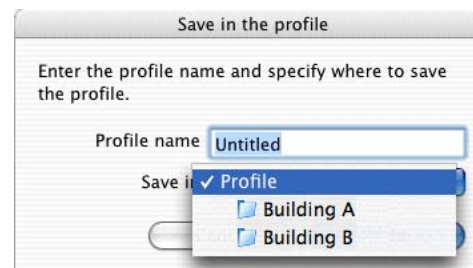 Save in the profile
Enter the profile name and specify where to save
the profile.
Profile name Untitled
Save in ✓ Profile
Building A
Building B